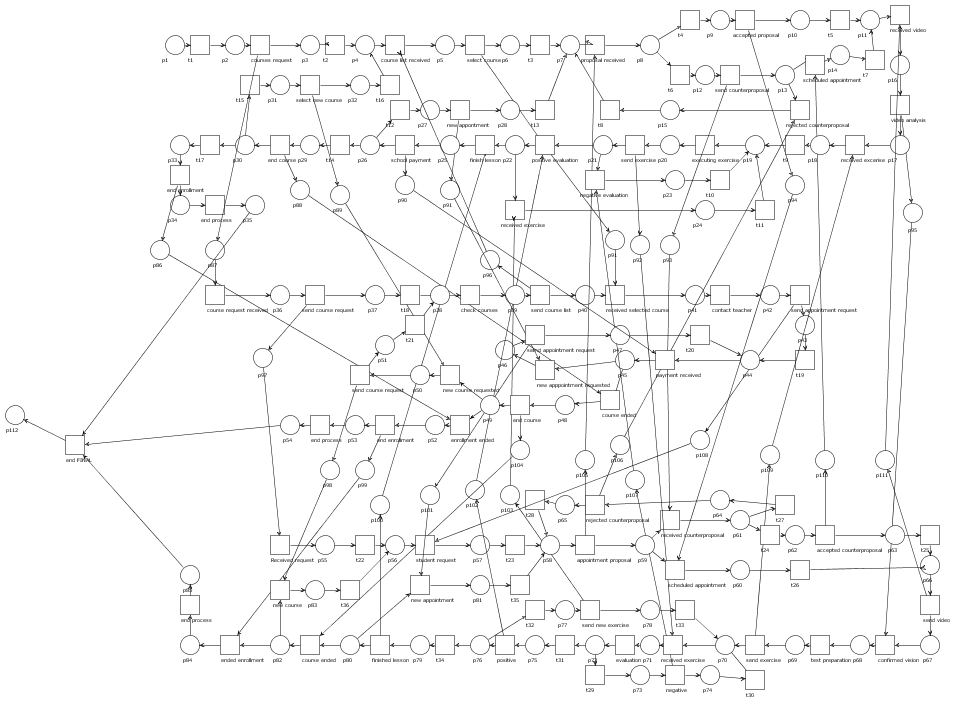 t4 p9 accepted proposal p10 t5 p11 received video
p1 t1 p2 courses request p3 t2 p4 course list received p5 select course p6 t3 p7 proposal received p8
p14 t7 scheduled appointment p16
t6 p12 send counterproposal p13
t15 p31 select new course p32 t16
t12 p27 new appointment p28 t13 t8 p15 rejected counterproposal video analysis
p33 t17 p30 end course p29 t14 p26 school payment p25 finish lesson p22 positive evaluation p21 send exercise p20 executing exercise p19 t9 p18 received excerise p17
end enrollment p88 p89 p90 p91 negative evaluation p23 t10 p94
p34 end process p35 received exercise p24 t11 p95
p86 p87 p96 p91 p92 p93
course request received p36 send course request p37 t18 p38 check courses p39 send course list p40 received selected course p41 contact teacher p42 send appointment request
p43
t21 send appointment request p47 t20
p97 p51 p46 p45 payment received p44 t19
send course request p50 new course requested new apppointment requested
p49 end course p48 course ended
p112 end FINAL p54 end process p53 end enrollment p52 enrollment ended
p98 p99 p104 p105 p106 p108 p109 p110 p111
p100 p101 p102 p103 p107
t28 p65 rejected counterproposal p64 t27
received counterproposal p61
Received request p55 t22 p56 student request p57 t23 p58 appointment proposal p59 t24 p62 accepted counterproposal p63 t25
scheduled appointment p60 t26 p66
new course p83 t36 new appointment p81 t35
end process t32 p77 send new exercise p78 t33 send video
p84 ended enrollment p82 course ended p80 finished lesson p79 t34 p76 positive p75 t31 p72 evaluation p71 received exercise p70 send exercise p69 test preparation p68 confirmed vision p67
t29 p73 negative p74 t30